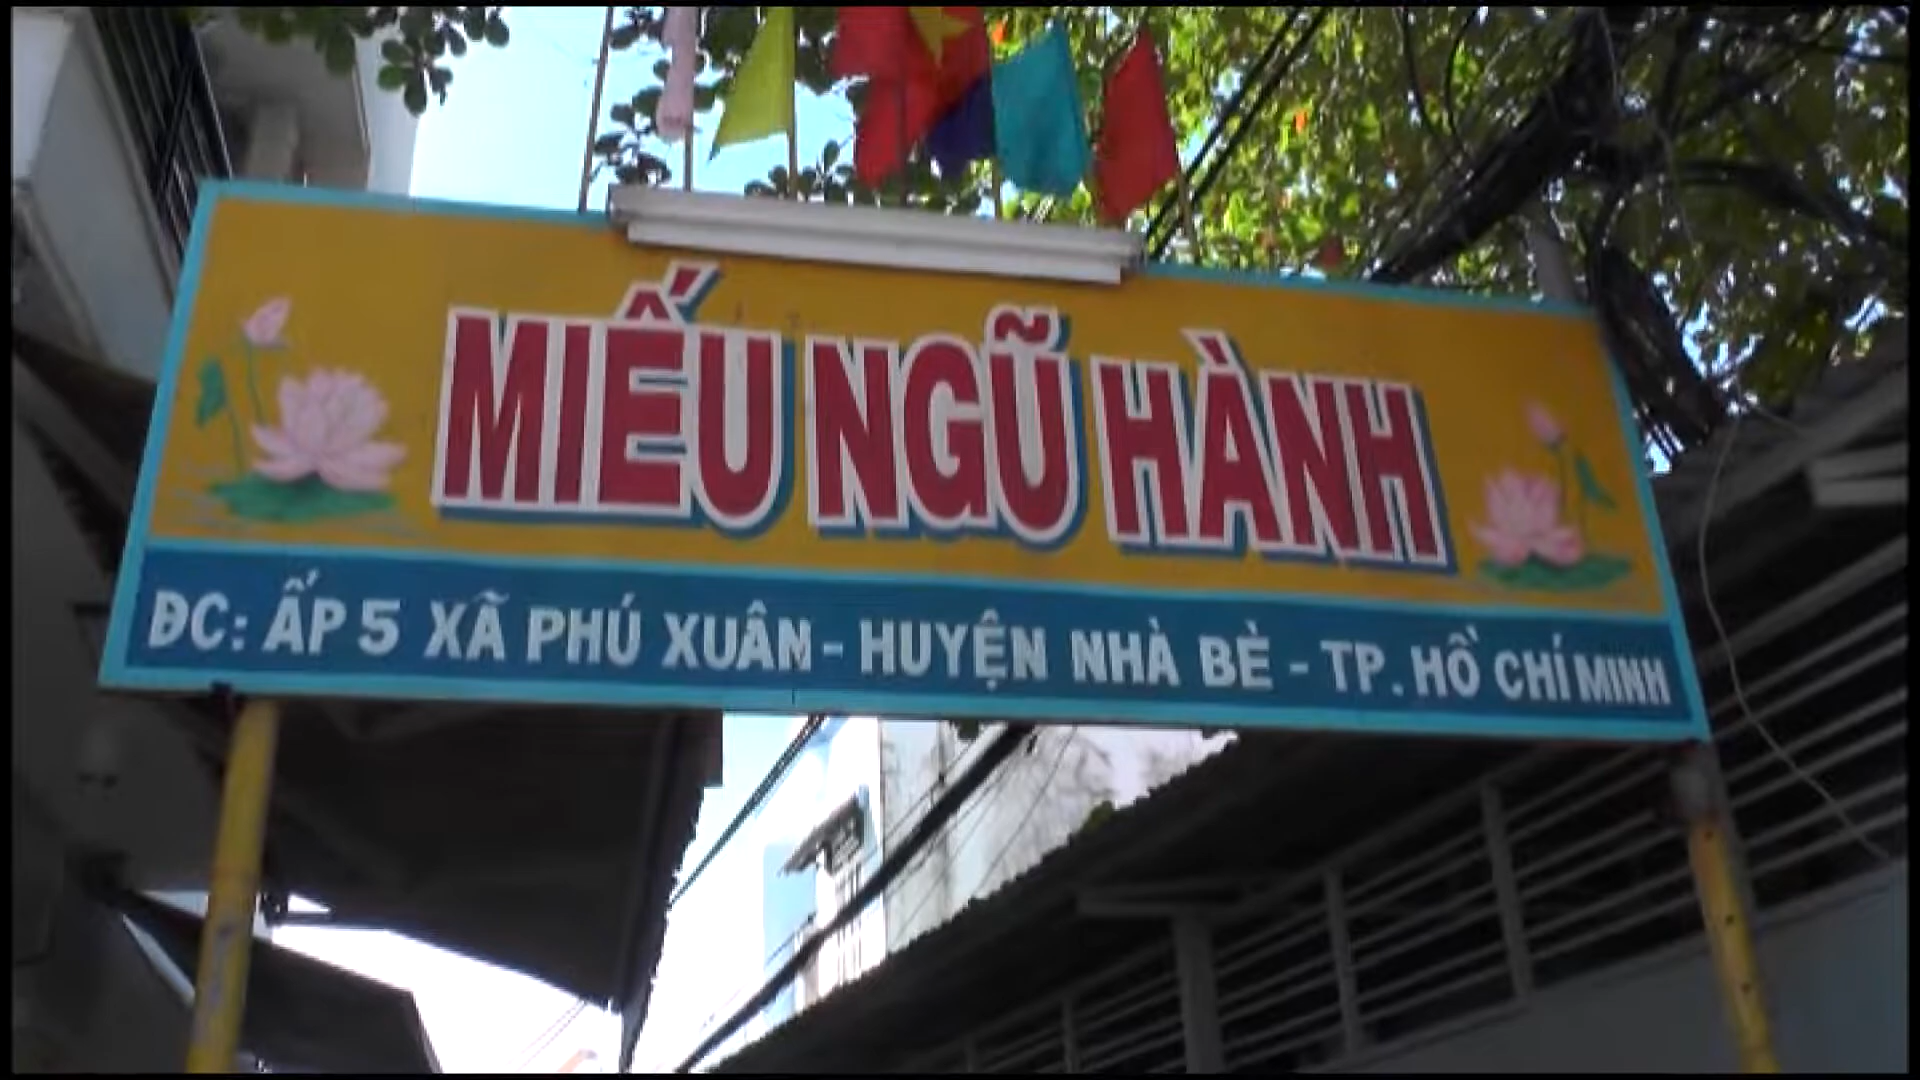 MIẾU NGŨ HÀNH
ĐC: ẤP 5 XÃ PHÚ XUÂN - HUYỆN NHÀ BÈ - TP. HỒ CHÍ MINH